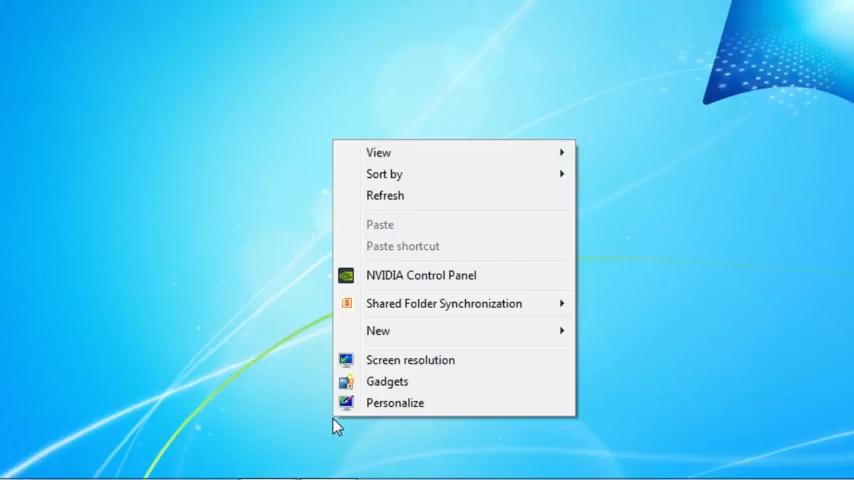 View
Sort by
Refresh
Paste
Paste shortcut
NVIDIA Control Panel
Shared Folder Synchronization
New
Screen resolution
Gadgets
Personalize